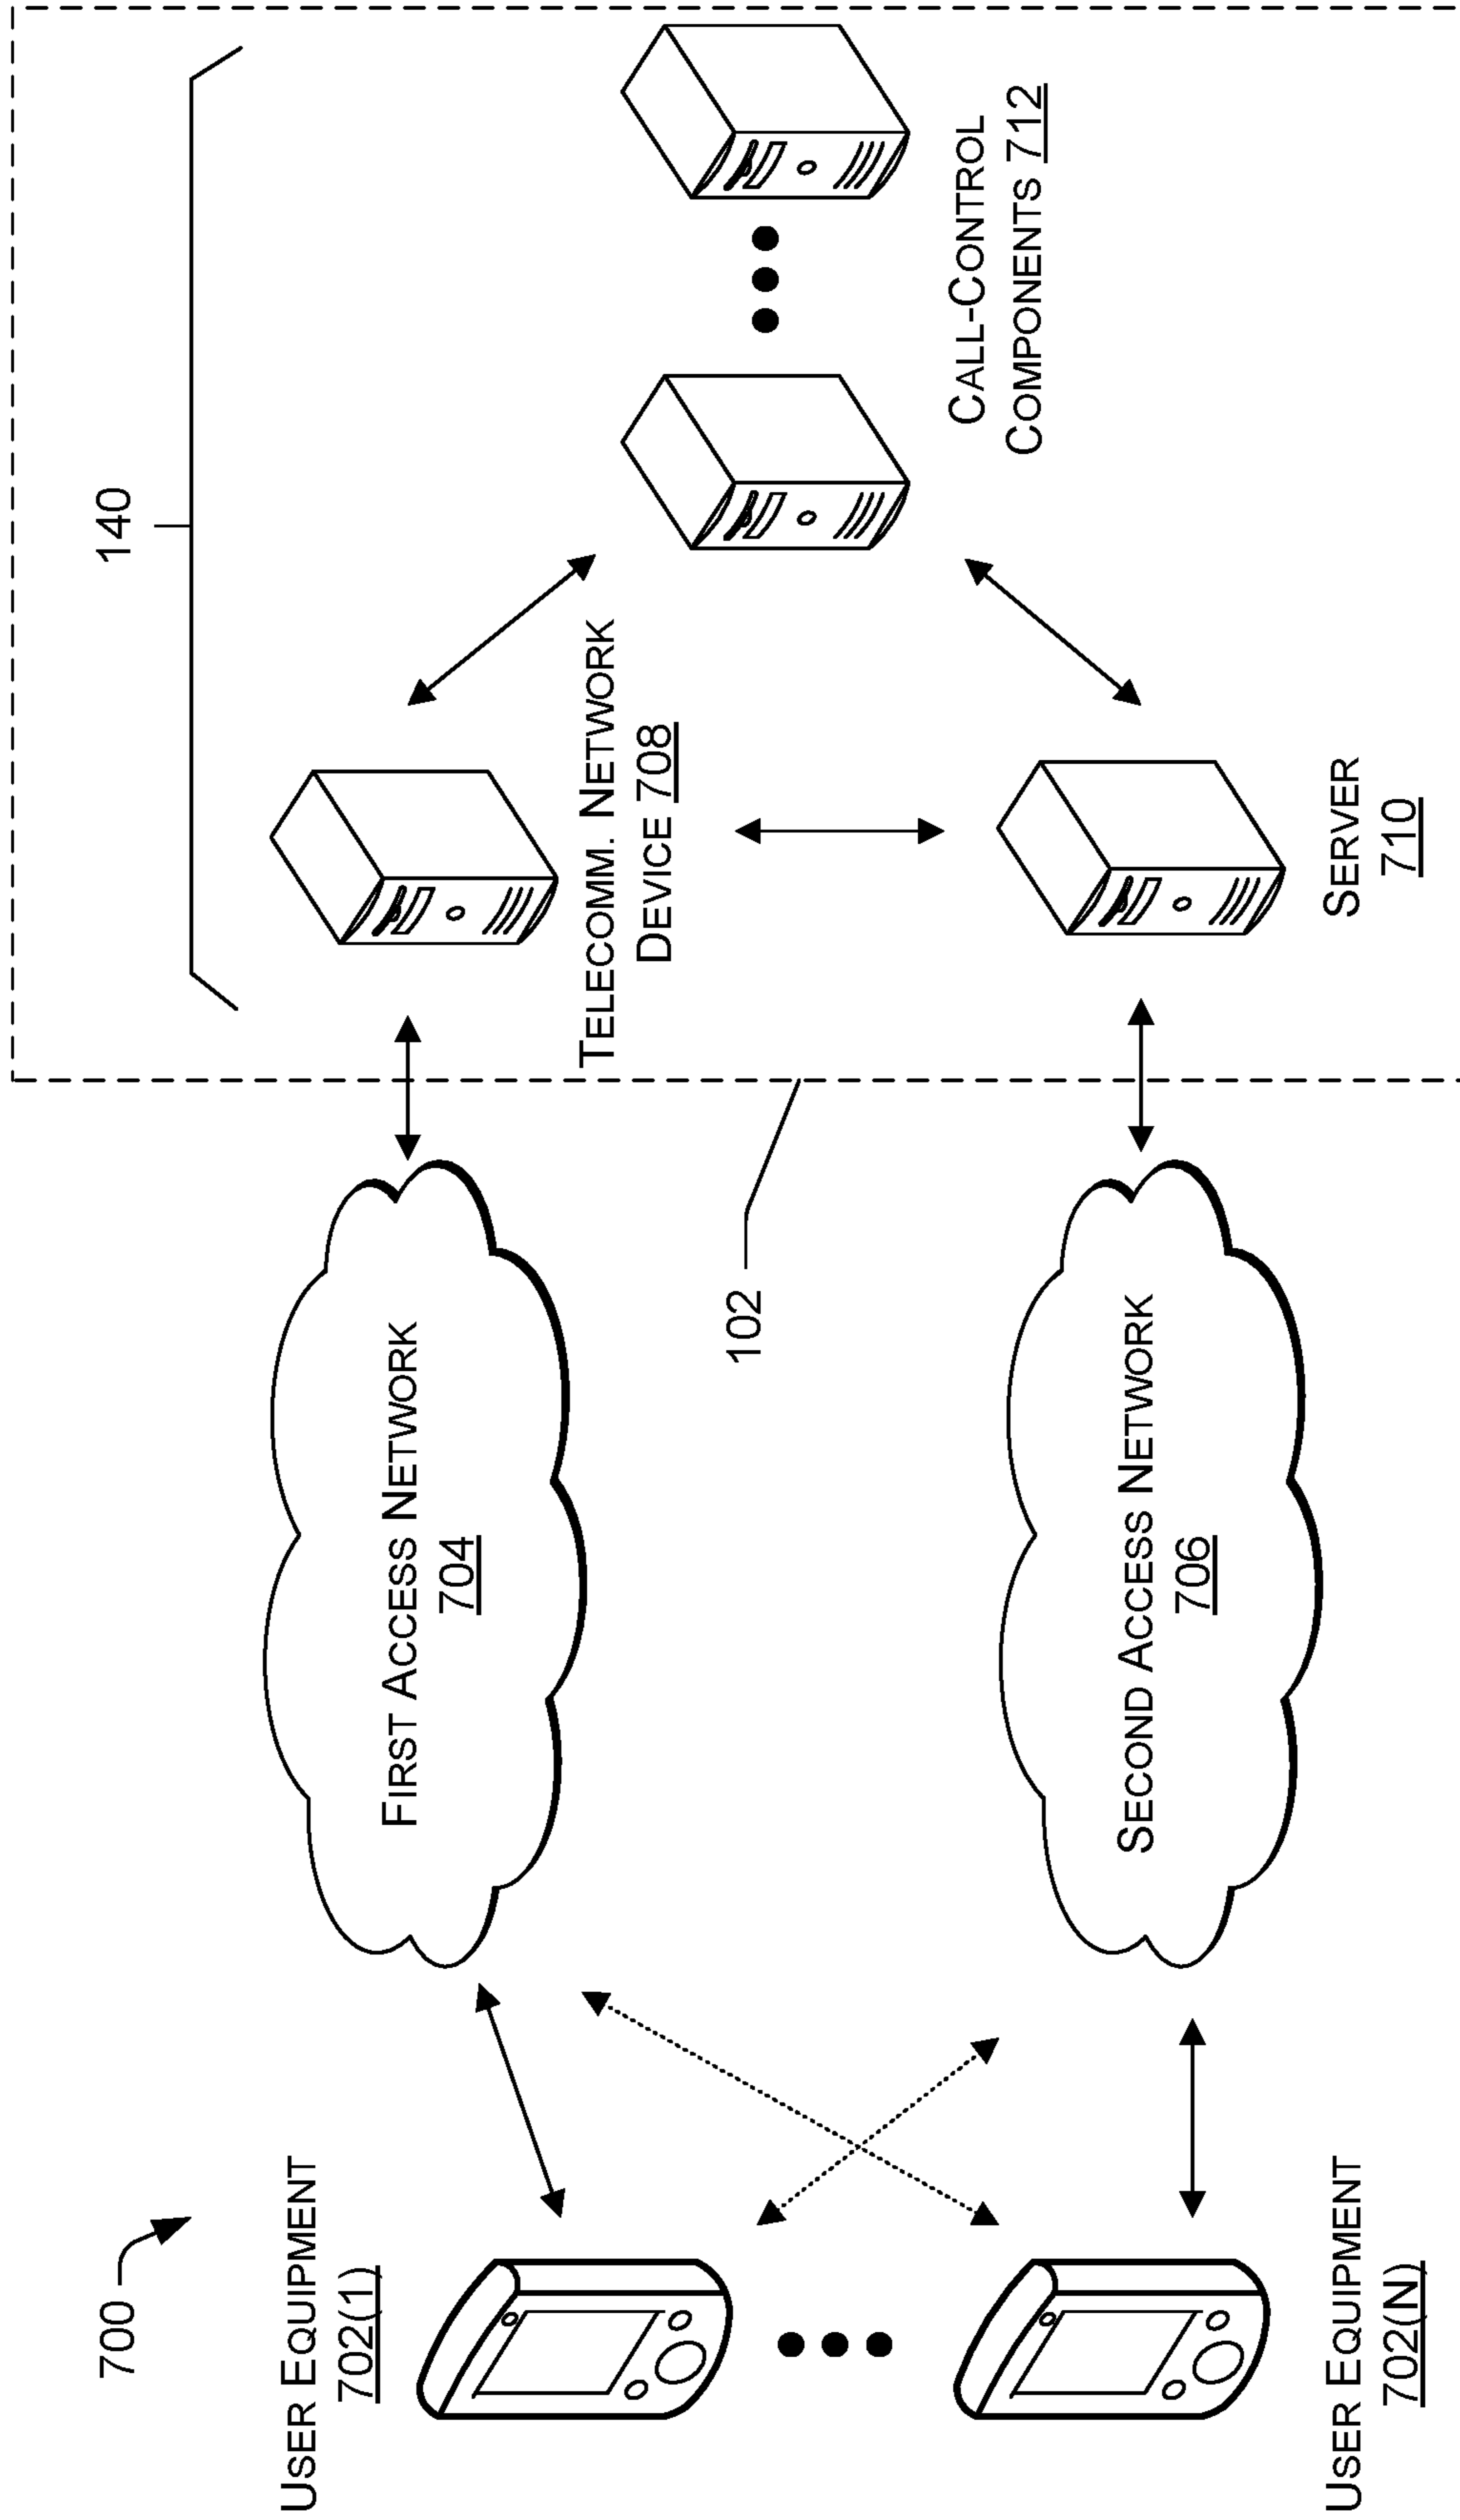 700
USER EQUIPMENT
702(1)
USER EQUIPMENT
702(N)
FIRST ACCESS NETWORK
704
SECOND ACCESS NETWORK
706
102
140
TELECOMM. NETWORK
DEVICE 708
SERVER
710
CALL-CONTROL
COMPONENTS 712